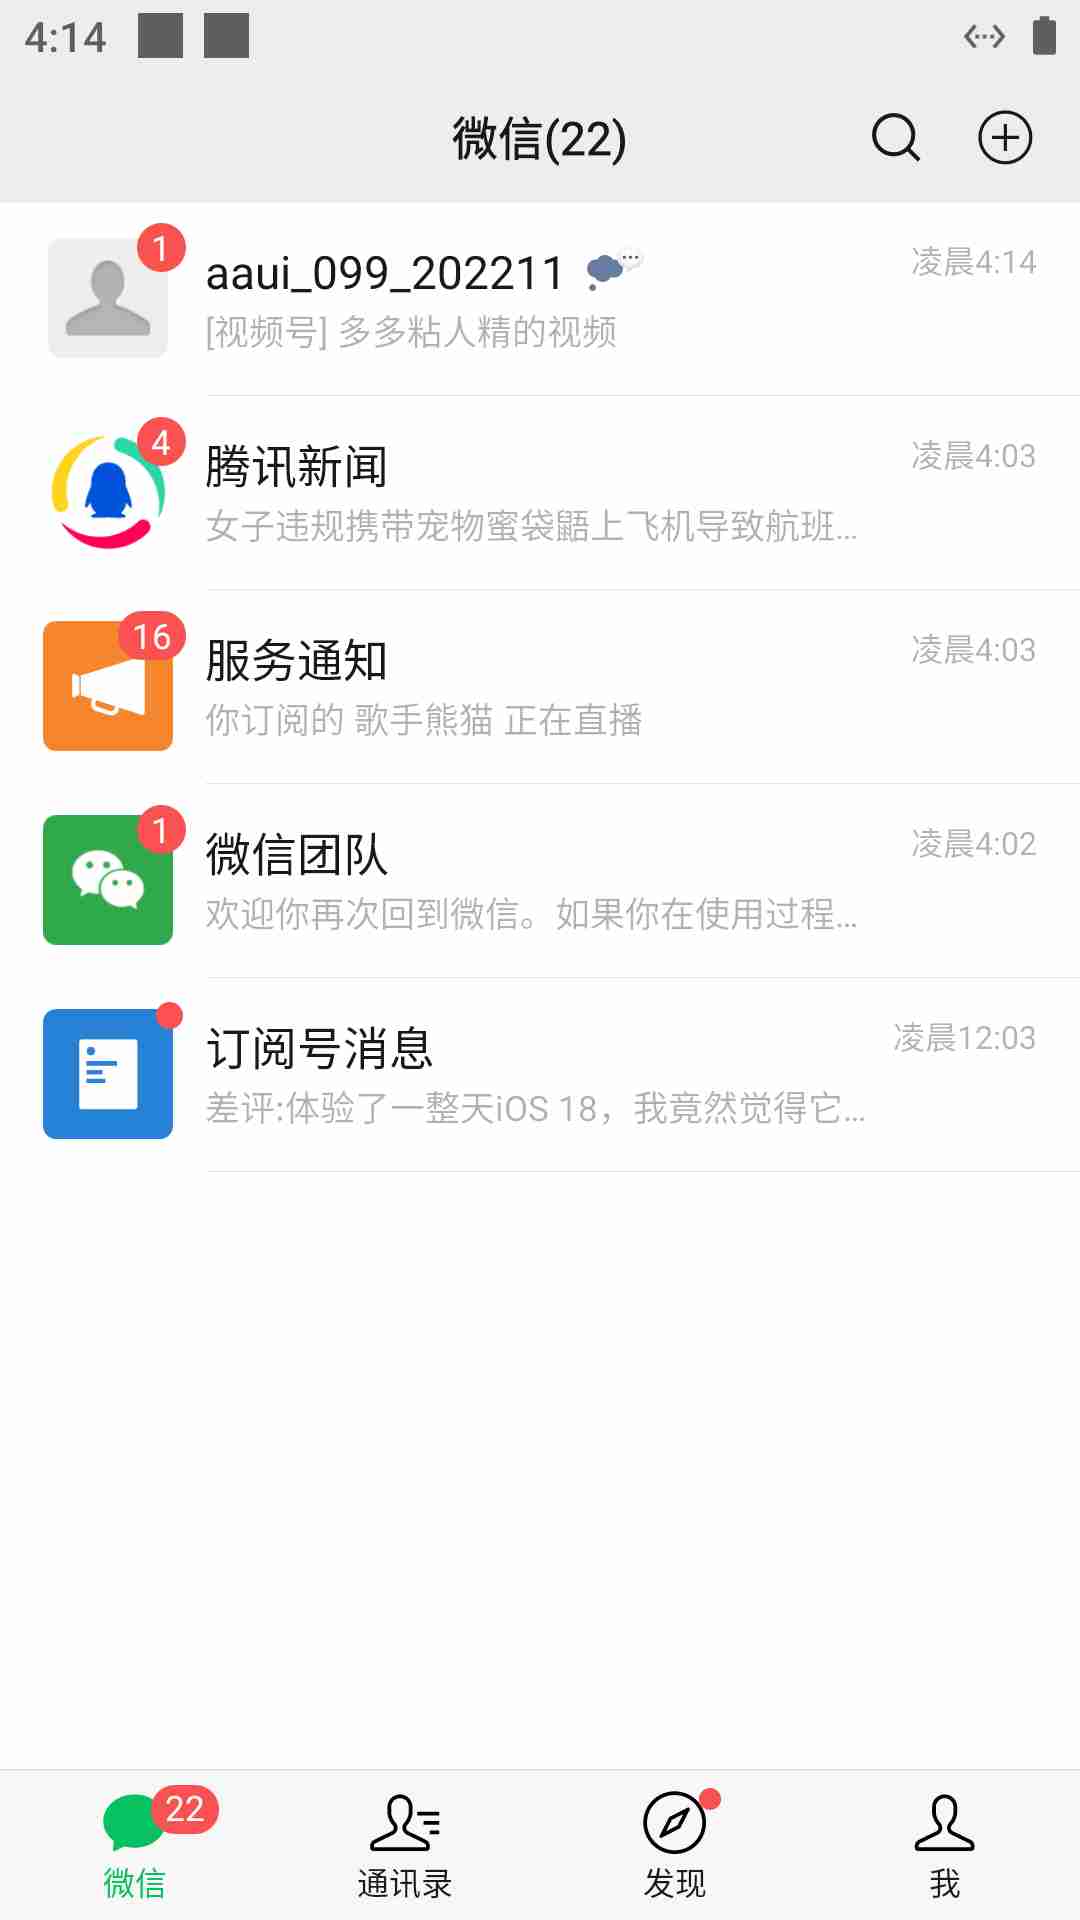 4:14
微信(22)
1
aaui_099_202211
凌晨4:14
[视频号] 多多粘人精的视频
4
腾讯新闻
凌晨4:03
女子违规携带宠物蜜袋鼯上飞机导致航班...
16
服务通知
凌晨4:03
你订阅的 歌手熊猫 正在直播
1
微信团队
凌晨4:02
欢迎你再次回到微信。如果你在使用过程...
订阅号消息
凌晨12:03
差评:体验了一整天iOS 18，我竟然觉得它...
22
微信
通讯录
发现
我